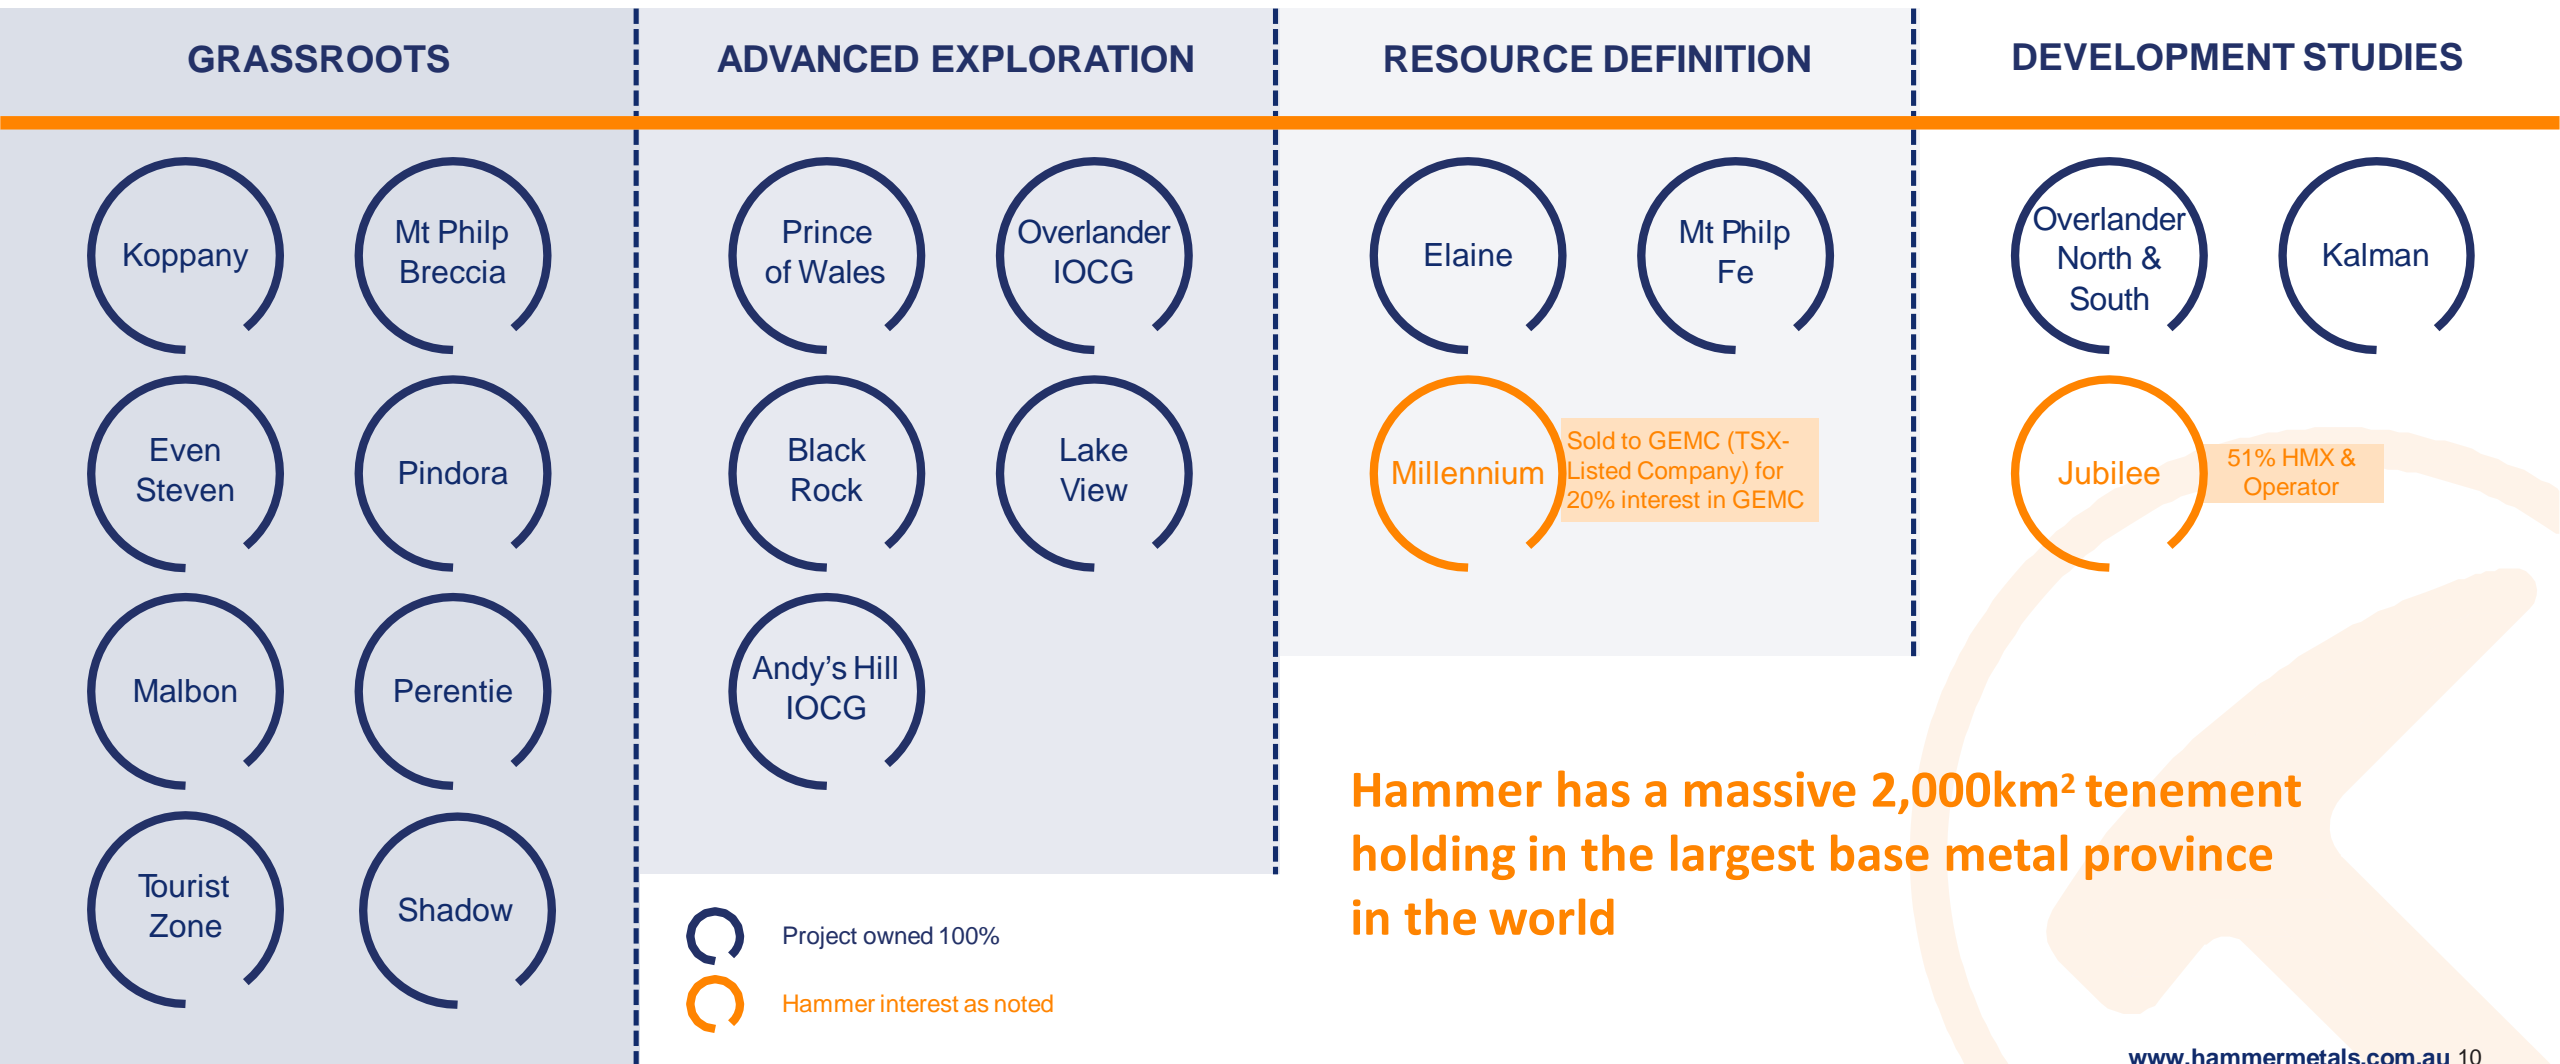 GRASSROOTS
Koppany
Mt Philp
Breccia
Even
Steven
Pindora
Malbon
Perentie
Tourist
Zone
Shadow
ADVANCED EXPLORATION
Prince
of Wales
Overlander
IOCG
Black
Rock
Lake
View
Andy's Hill
IOCG
Project owned 100%
Hammer interest as noted
RESOURCE DEFINITION
Elaine
Mt Philp
Fe
Millennium
Sold to GEMC (TSX-
Listed Company) for
20% interest in GEMC
DEVELOPMENT STUDIES
Overlander
North &
South
Kalman
Jubilee
51% HMX &
Operator
Hammer has a massive 2,000km² tenement
holding in the largest base metal province
in the world
www.hammermetals.com.au 10